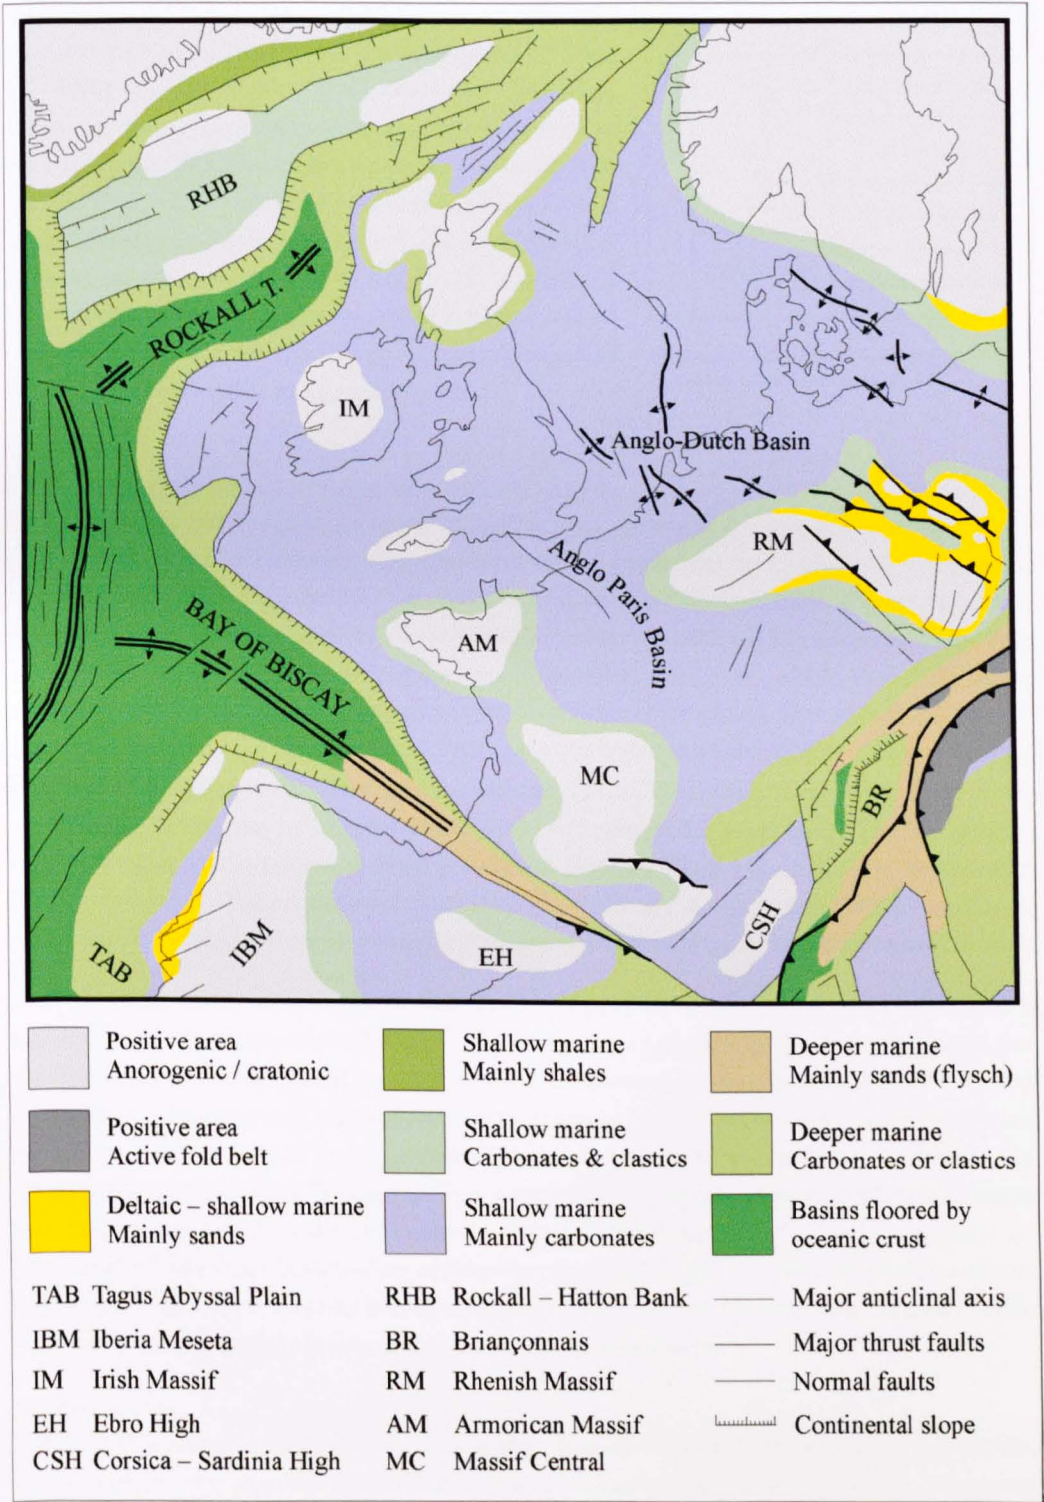 RHB
ROCKALL T.
IM
Anglo-Dutch Basin
RM
Anglo Paris Basin
BAY OF BISCAY
AM
MC
BR
CSH
EH
IBM
TAB
Positive area
Anorogenic / cratonic
Shallow marine
Mainly shales
Deeper marine
Mainly sands (flysch)
Positive area
Active fold belt
Shallow marine
Carbonates & clastics
Deeper marine
Carbonates or clastics
Deltaic – shallow marine
Mainly sands
Shallow marine
Mainly carbonates
Basins floored by
oceanic crust
TAB Tagus Abyssal Plain
RHB Rockall – Hatton Bank
Major anticlinal axis
IBM Iberia Meseta
BR Briançonnais
Major thrust faults
IM Irish Massif
RM Rhenish Massif
Normal faults
EH Ebro High
AM Armorican Massif
Continental slope
CSH Corsica – Sardinia High
MC Massif Central